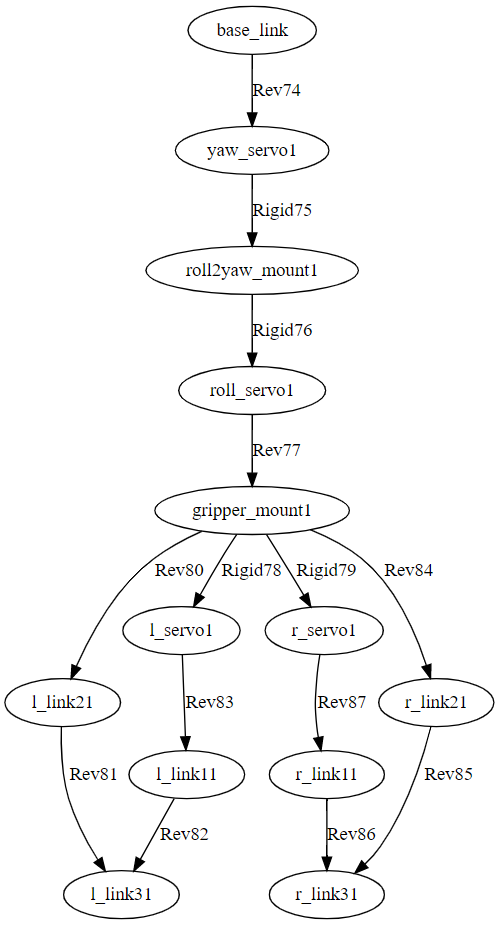 base_link
Rev74
yaw_servo1
Rigid75
roll2yaw_mount1
Rigid76
roll_servo1
Rev77
gripper_mount1
Rev80
Rigid78
Rigid79
Rev84
l_servo1
r_servo1
l_link21
Rev83
Rev87
r_link21
Rev81
l_link11
r_link11
Rev85
Rev82
Rev86
l_link31
r_link31